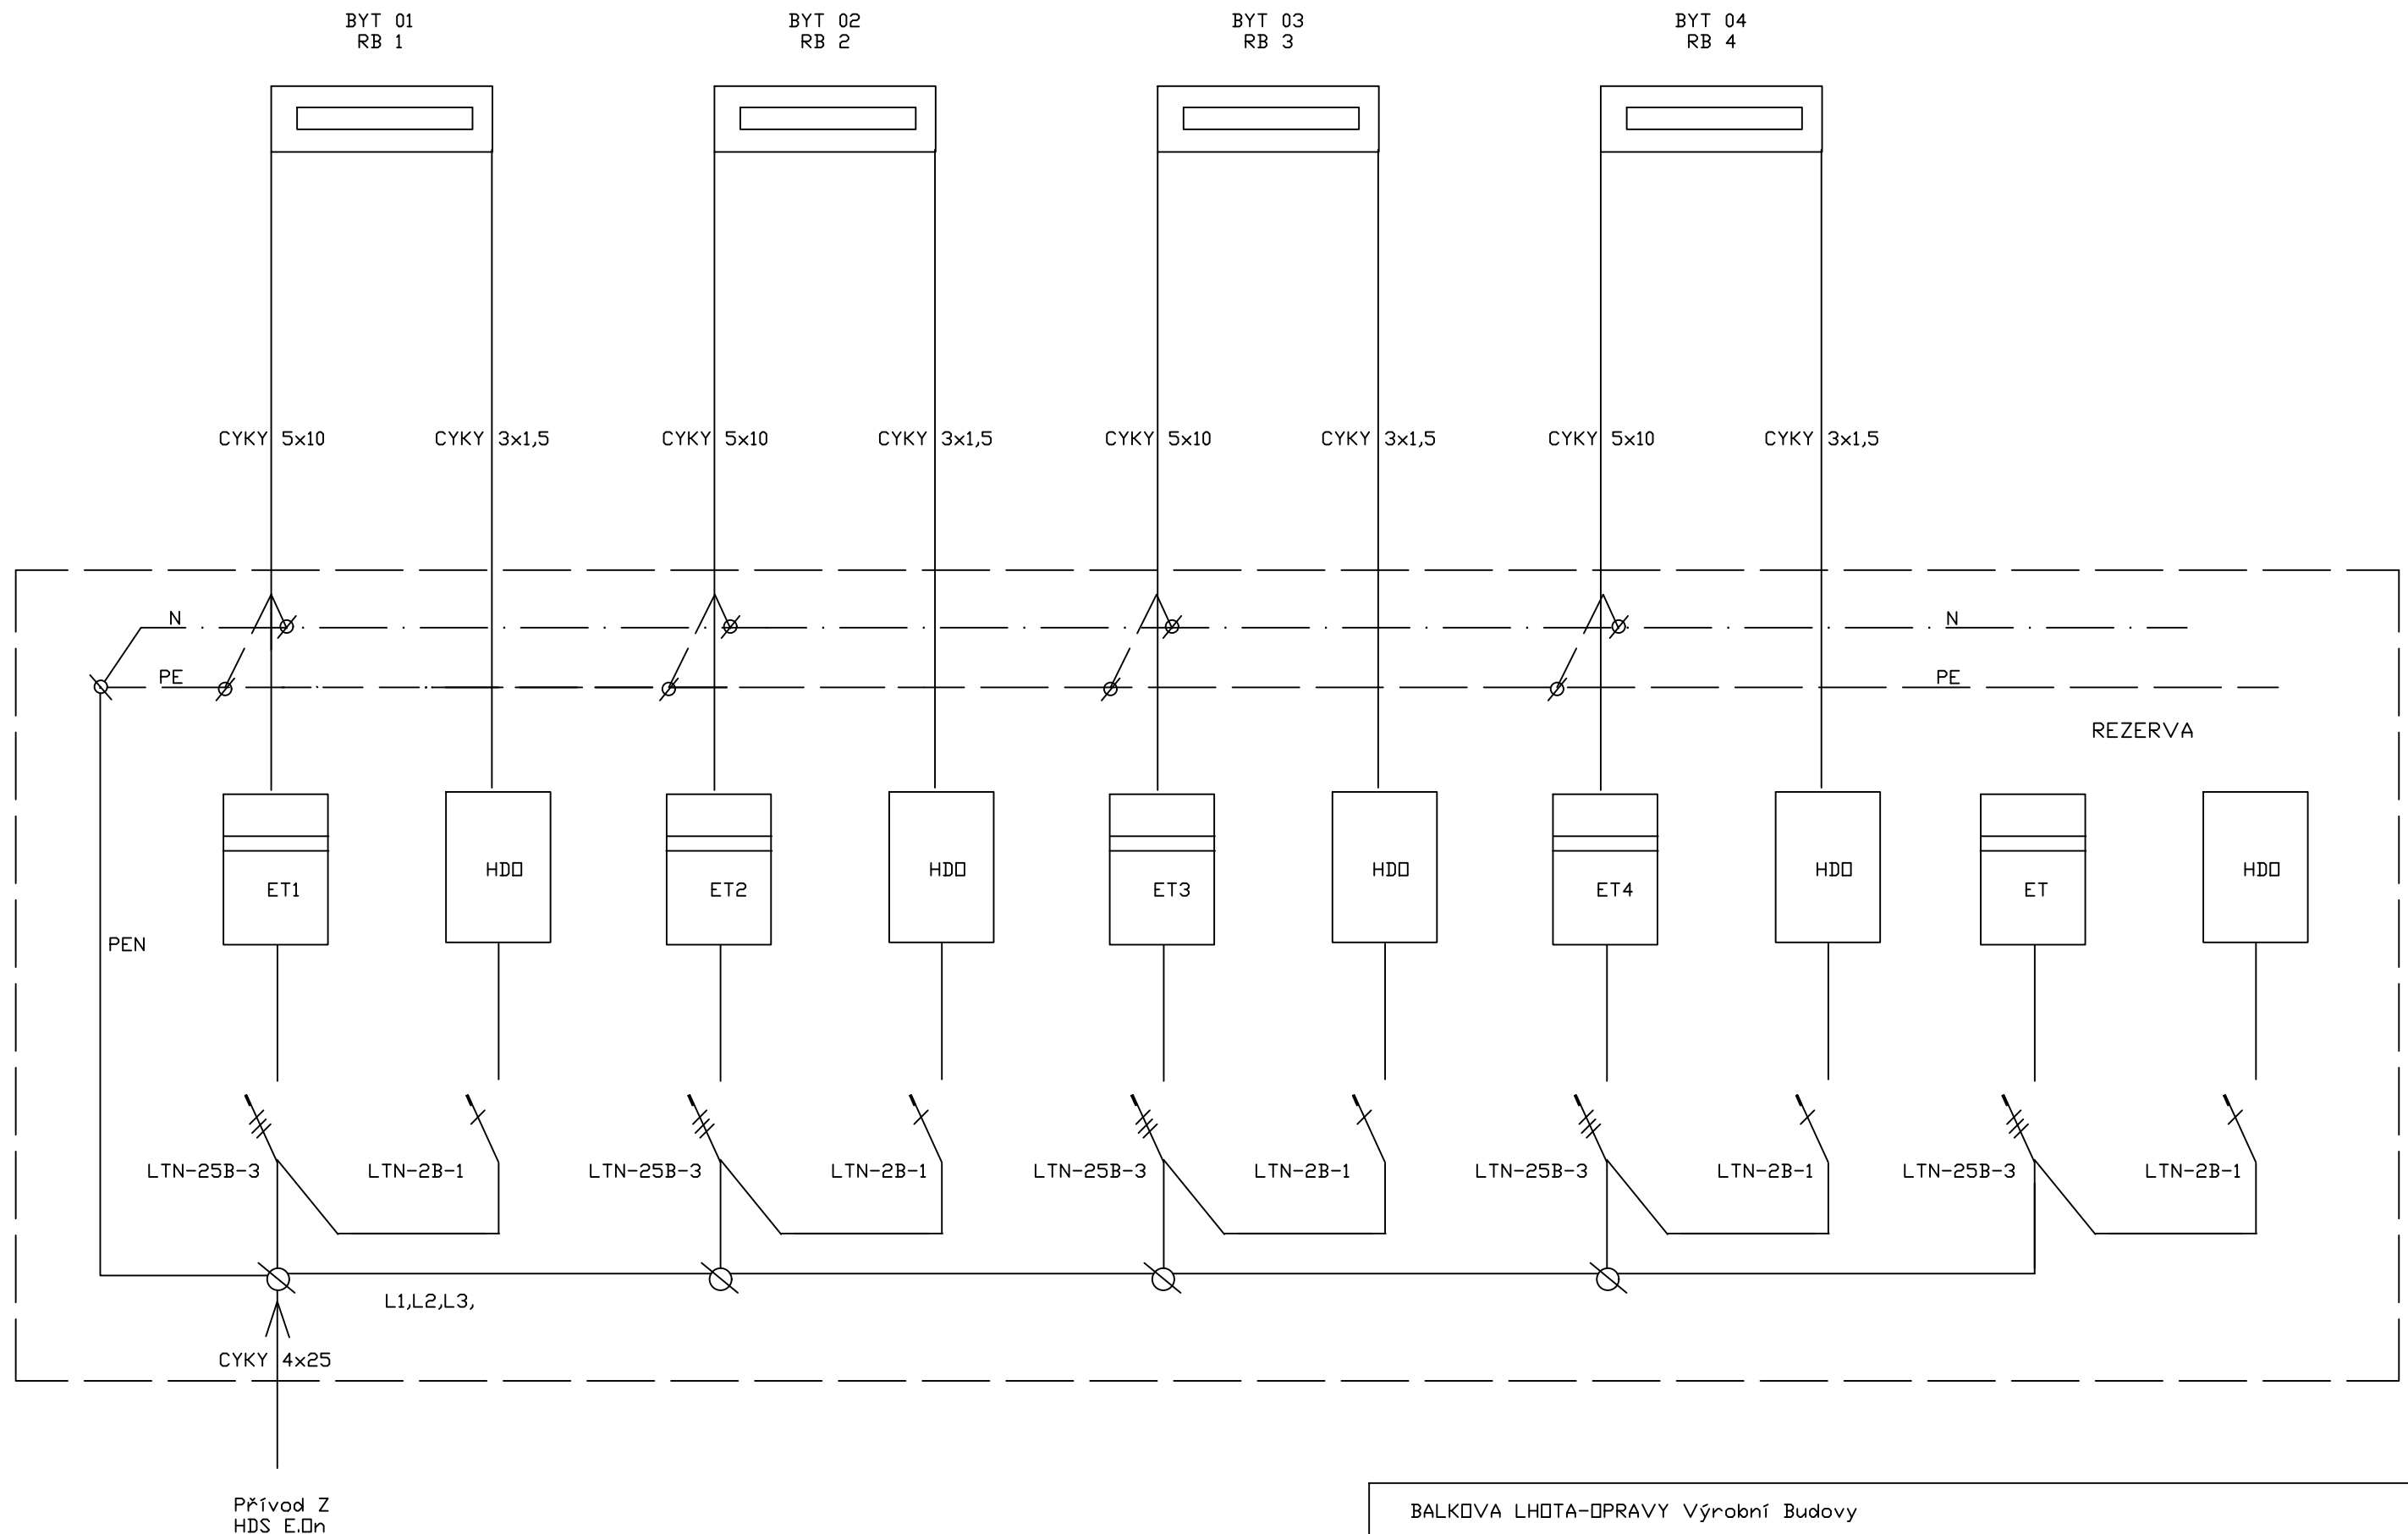 BYT 01
RB 1
BYT 02
RB 2
BYT 03
RB 3
BYT 04
RB 4
CYKY 5x10
CYKY 3x1,5
CYKY 5x10
CYKY 3x1,5
CYKY 5x10
CYKY 3x1,5
CYKY 5x10
CYKY 3x1,5
N
N
PE
PE
REZERVA
HDO
HDO
HDO
HDO
HDO
ET1
ET2
ET3
ET4
ET
PEN
LTN-25B-3
LTN-2B-1
LTN-25B-3
LTN-2B-1
LTN-25B-3
LTN-2B-1
LTN-25B-3
LTN-2B-1
LTN-25B-3
LTN-2B-1
L1,L2,L3,
CYKY 4x25
Přívod Z
HDS E.On
BALKOVA LHOTA-OPRAVY Výrobní Budovy